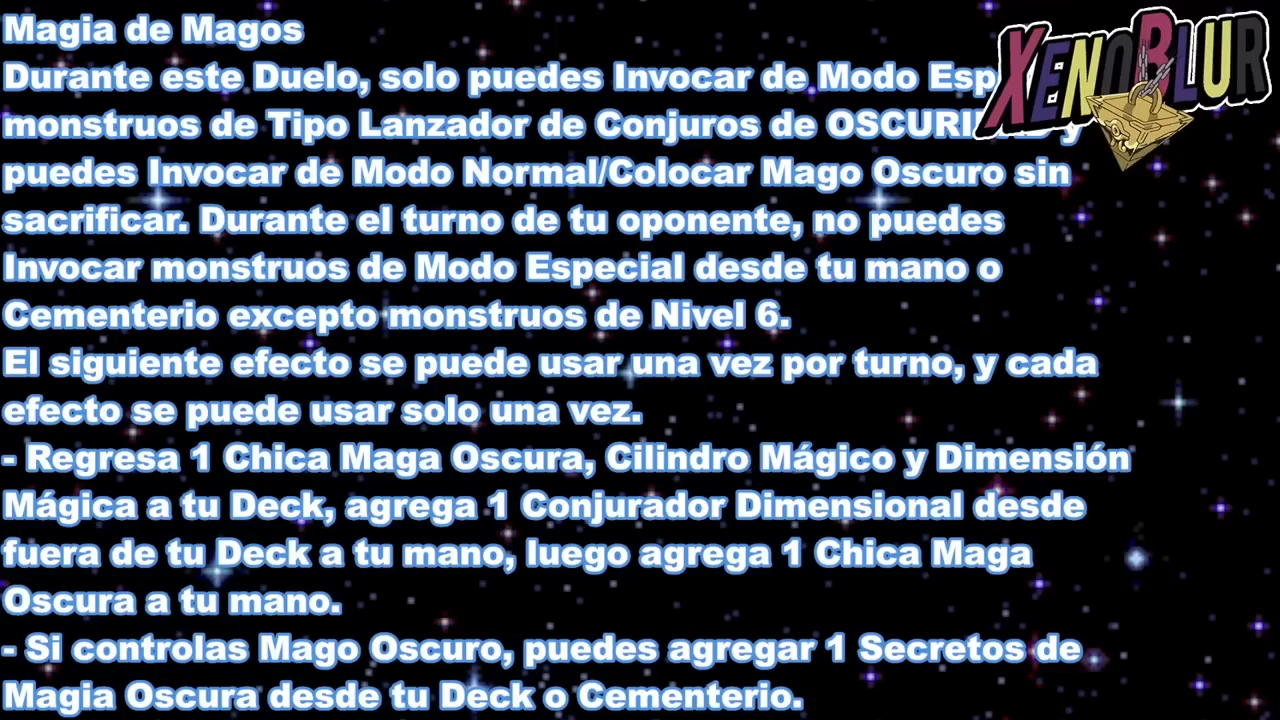 Magia de Magos
XENOBLUR
Durante este Duelo, solo puedes Invocar de Modo Esp
monstruos de Tipo Lanzador de Conjuros de OSCURI y
puedes Invocar de Modo Normal/Colocar Mago Oscuro sin
sacrificar. Durante el turno de tu oponente, no puedes
Invocar monstruos de Modo Especial desde tu mano o
Cementerio excepto monstruos de Nivel 6.
El siguiente efecto se puede usar una vez por turno, y cada
efecto se puede usar solo una vez.
- Regresa 1 Chica Maga Oscura, Cilindro Mágico y Dimensión
Mágica a tu Deck, agrega 1 Conjurador Dimensional desde
fuera de tu Deck a tu mano, luego agrega 1 Chica Maga
Oscura a tu mano.
- Si controlas Mago Oscuro, puedes agregar 1 Secretos de
Magia Oscura desde tu Deck o Cementerio.